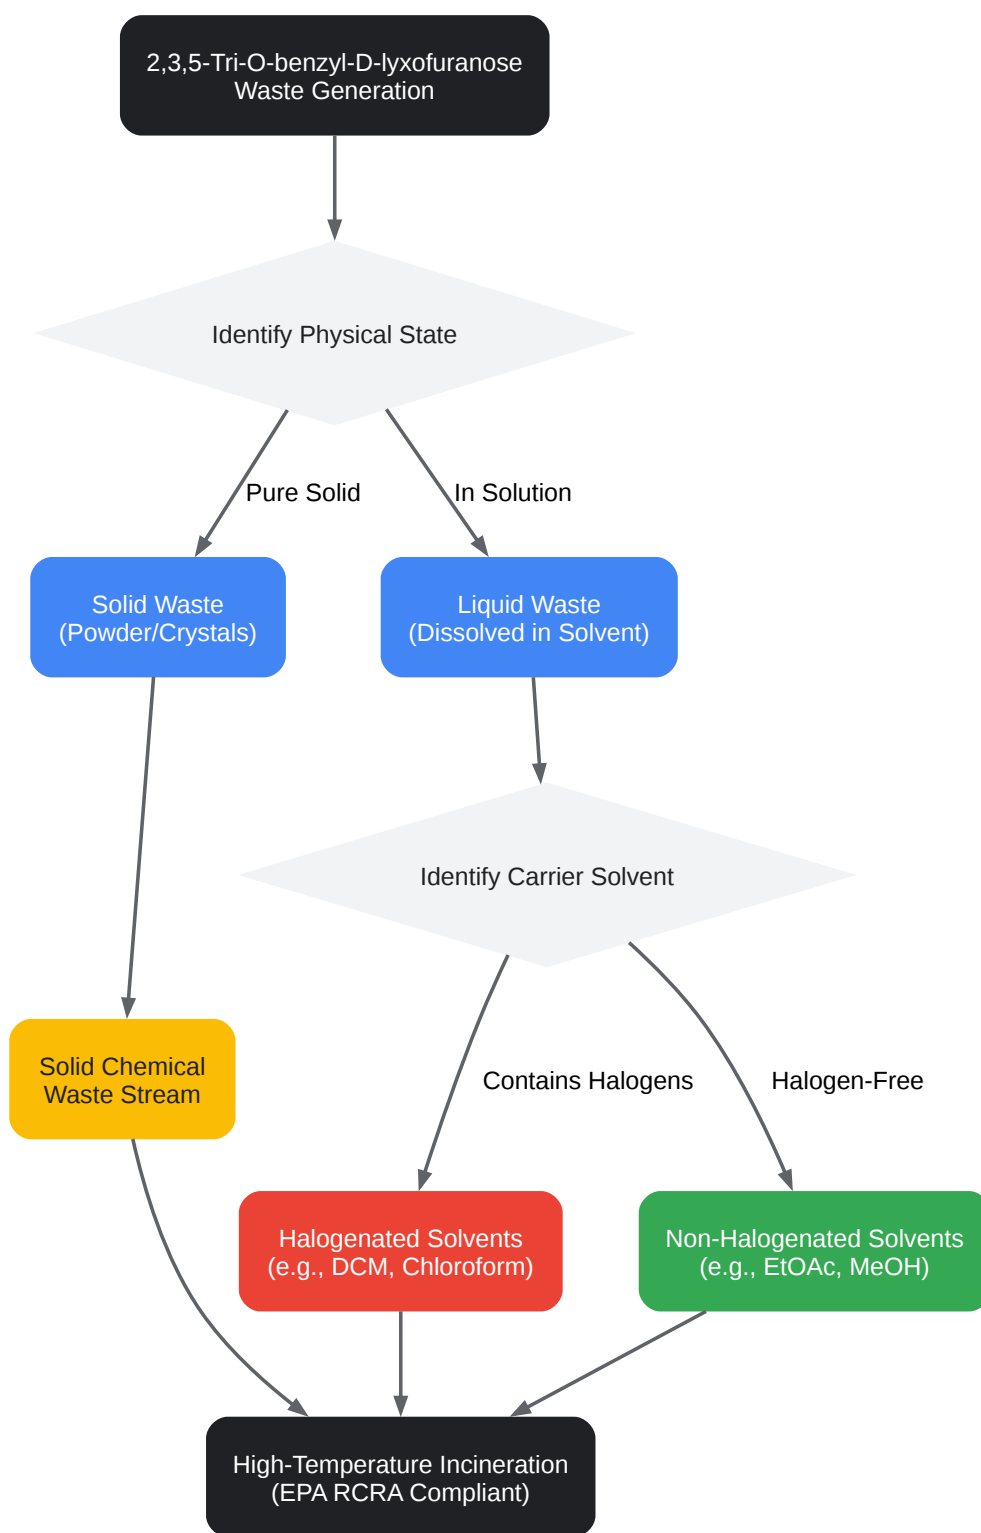 2,3,5-Tri-O-benzyl-D-lyxofuranose
Waste Generation
Identify Physical State
Pure Solid
In Solution
Solid Waste
(Powder/Crystals)
Liquid Waste
(Dissolved in Solvent)
Identify Carrier Solvent
Solid Chemical
Waste Stream
Contains Halogens
Halogen-Free
Halogenated Solvents
(e.g., DCM, Chloroform)
Non-Halogenated Solvents
(e.g., EtOAc, MeOH)
High-Temperature Incineration
(EPA RCRA Compliant)